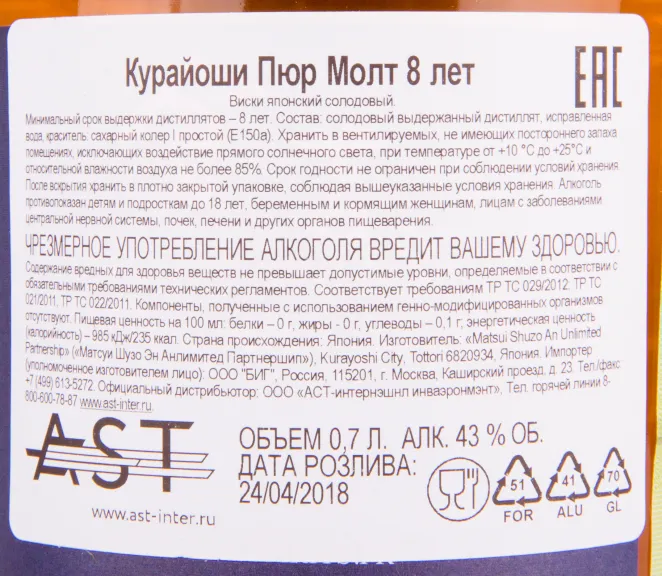 Курайоши Пюр Молт 8 лет
EAC
Виски японский солодовый.
Минимальный срок выдержки дистиллятов – 8 лет. Состав: солодовый выдержанный дистиллят, исправленная
вода, краситель: сахарный колер I простой (Е150а). Хранить в вентилируемых, не имеющих постороннего запаха
помещениях, исключающих воздействие прямого солнечного света, при температуре от +10 °С до +25°С и
относительной влажности воздуха не более 85%. Срок годности не ограничен при соблюдении условий хранения.
После вскрытия хранить в плотно закрытой упаковке, соблюдая вышеуказанные условия хранения. Алкоголь
противопоказан детям и подросткам до 18 лет, беременным и кормящим женщинам, лицам с заболеваниями
центральной нервной системы, почек, печени и других органов пищеварения.
ЧРЕЗМЕРНОЕ УПОТРЕБЛЕНИЕ АЛКОГОЛЯ ВРЕДИТ ВАШЕМУ ЗДОРОВЬЮ.
Содержание вредных для здоровья веществ не превышает допустимые уровни, определяемые в соответствии с
обязательными требованиями технических регламентов. Соответствует требованиям ТР ТС 029/2012. ТР ТС
021/2011. ТР ТС 022/2011. Компоненты, полученные с использованием генно-модифицированных организмов
отсутствуют. Пищевая ценность на 100 мл: белки – 0 г, жиры - 0 г, углеводы – 0,1 г, энергетическая ценность
(калорийность) – 985 кДж/235 ккал. Страна происхождения: Япония. Изготовитель: «Matsui Shuzo An Unlimited
Partnership» («Матсуи Шузо Эн Анлимитед Партнершип»), Kurayoshi City, Tottori 6820934, Япония. Импортер
(уполномоченное изготовителем лицо): ООО "БИГ", Россия, 115201, г. Москва, Каширский проезд, д. 23. Тел./факс
+7 (499) 613-5272. Официальный дистрибьютор: ООО «АСТ-интернэшнл инваэронмэнт». Тел. горячей линии 8-
800-600-78-87 www.ast-inter.ru.
AST
www.ast-inter.ru
ОБЪЕМ 0,7 Л. АЛК. 43 % ОБ.
ДАТА РОЗЛИВА:
24/04/2018
51
FOR
41
ALU
70
GL